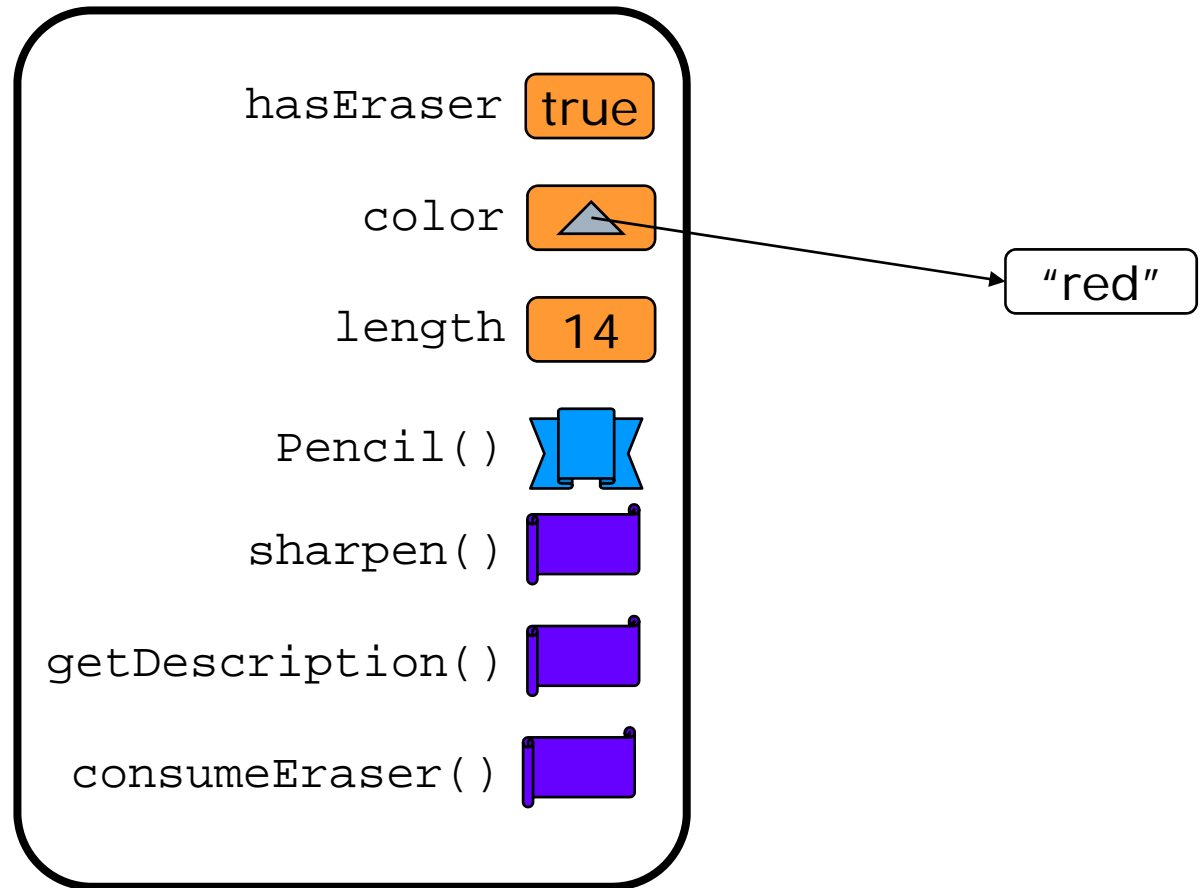 hasEraser true
color
“red”
length 14
Pencil()
sharpen()
getDescription()
consumeEraser()